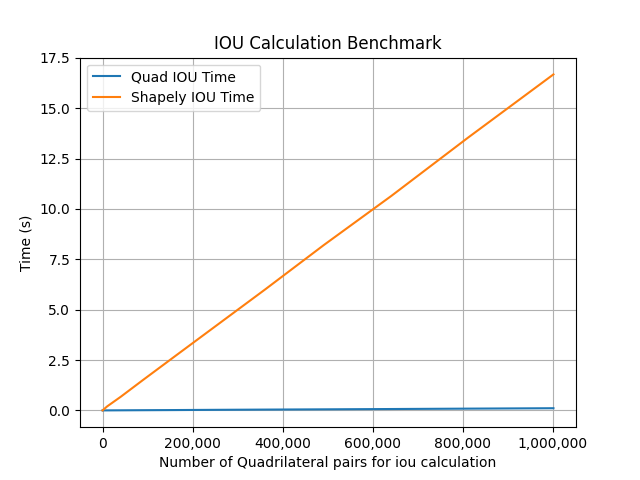 IOU Calculation Benchmark
Quad IOU Time
Shapely IOU Time
17.5
15.0
12.5
10.0
7.5
5.0
2.5
0.0
Time (s)
0 200,000 400,000 600,000 800,000 1,000,000
Number of Quadrilateral pairs for iou calculation